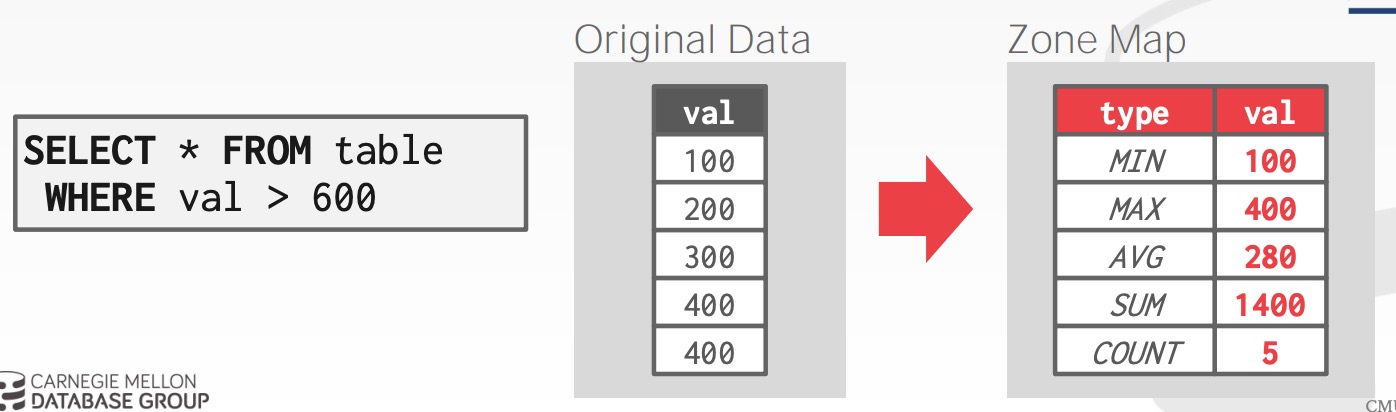 Original Data
Zone Map
SELECT * FROM table
WHERE val > 600
val
100
200
300
400
400
type val
MIN 100
MAX 400
AVG 280
SUM 1400
COUNT 5
CARNEGIE MELLON
DATABASE GROUP
CMU